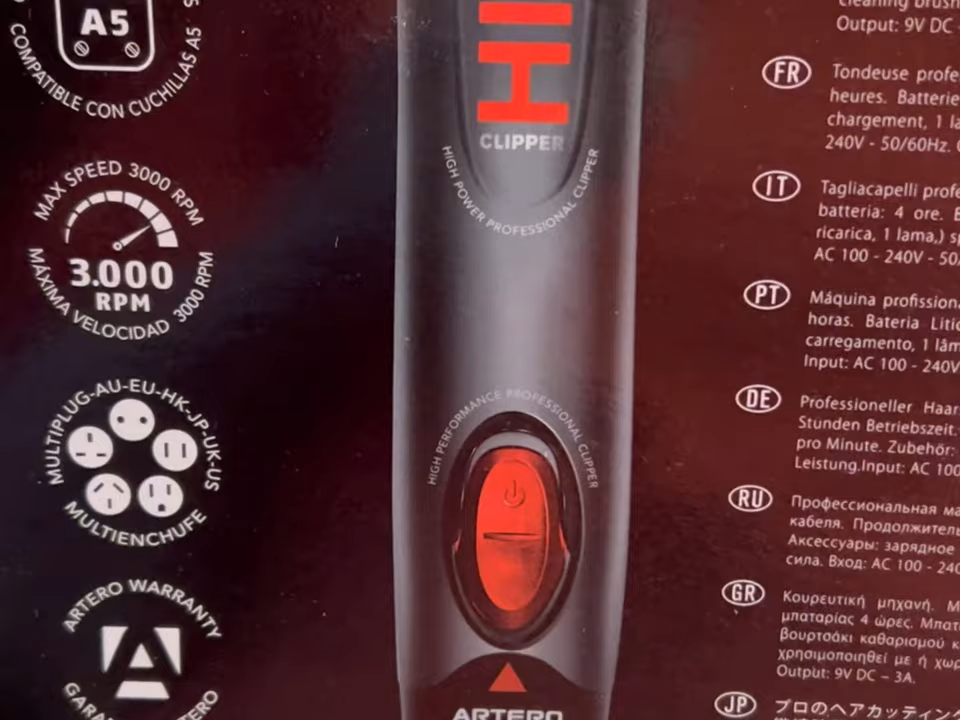 A5
COMPATIBLE CON CUCHILLAS A5
MAX SPEED 3000 RPM
3.000
RPM
MÁXIMA VELOCIDAD 3000 RPM
MULTIPLUG-AU-EU-HK-JP-UK-US
MULTIENCHUFE
ARTERO WARRANTY
HI
CLIPPER
HIGH POWER PROFESSIONAL CLIPPER
HIGH PERFORMANCE PROFESSIONAL CLIPPER
ARTERO
cleaning brush
Output: 9V DC -
FR
Tondeuse profe
heures. Batterie
chargement, 1 la
240V - 50/60Hz.
IT
Tagliacapelli profe
batteria: 4 ore.
ricarica, 1 lama,) sp
AC 100 - 240V - 50/
PT
Máquina profission
horas. Bateria Litio
carregamento, 1 lâm
Input: AC 100 - 240V
DE
Professioneller Haar
Stunden Betriebszeit.
pro Minute. Zubehör:
Leistung.Input: AC 100
RU
Профессиональная ма
кабеля. Продолжитель
Аксессуары: зарядное
сила. Вход: AC 100 - 240
GR
Κουρευτική μηχανή. Μ
μπαταρίας 4 ώρες. Μπατ
βουρτσάκι καθαρισμού κ
χρησιμοποιηθεί με ή χωρ
Output: 9V DC – 3A.
JP
プロのヘアカッティング